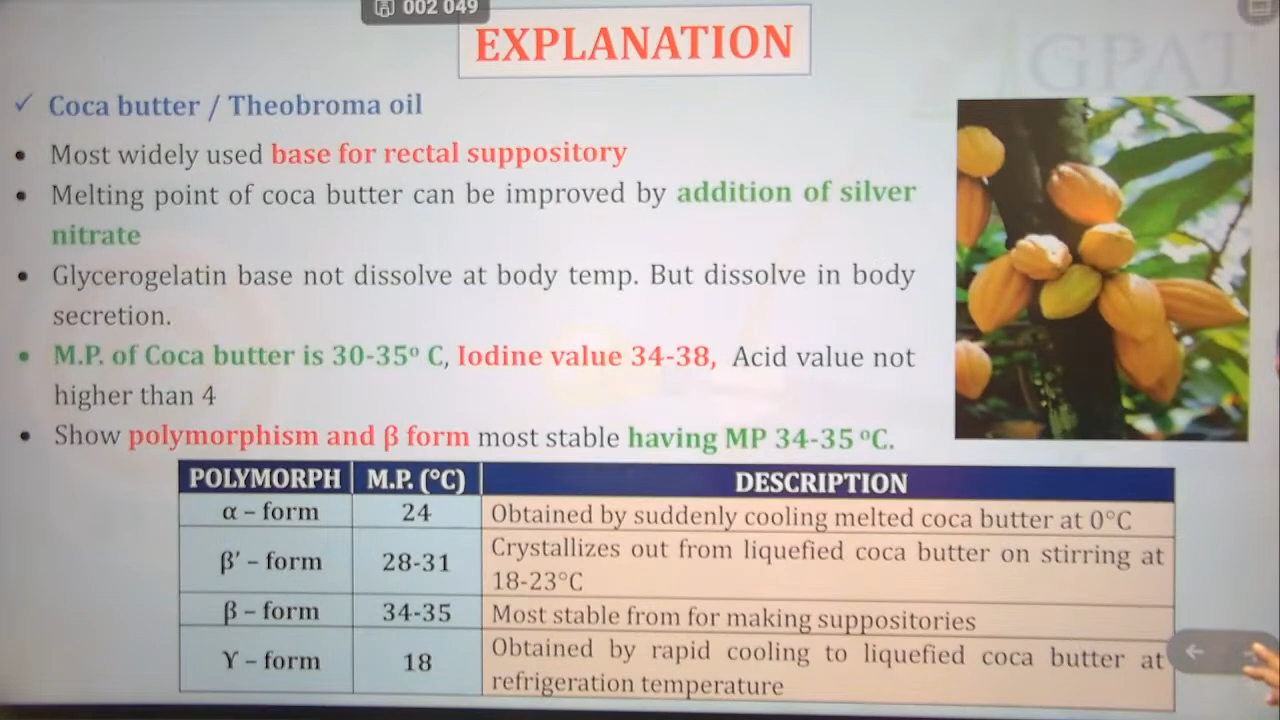 002 049
EXPLANATION
GPAT
✓ Coca butter / Theobroma oil
• Most widely used base for rectal suppository
• Melting point of coca butter can be improved by addition of silver
nitrate
• Glycerogelatin base not dissolve at body temp. But dissolve in body
secretion.
• M.P. of Coca butter is 30-35º C, Iodine value 34-38, Acid value not
higher than 4
• Show polymorphism and β form most stable having MP 34-35 ºC.
POLYMORPH M.P. (°C) DESCRIPTION
α – form 24 Obtained by suddenly cooling melted coca butter at 0°C
β′ – form 28-31 Crystallizes out from liquefied coca butter on stirring at
18-23°C
β – form 34-35 Most stable from for making suppositories
ϒ – form 18 Obtained by rapid cooling to liquefied coca butter at
refrigeration temperature